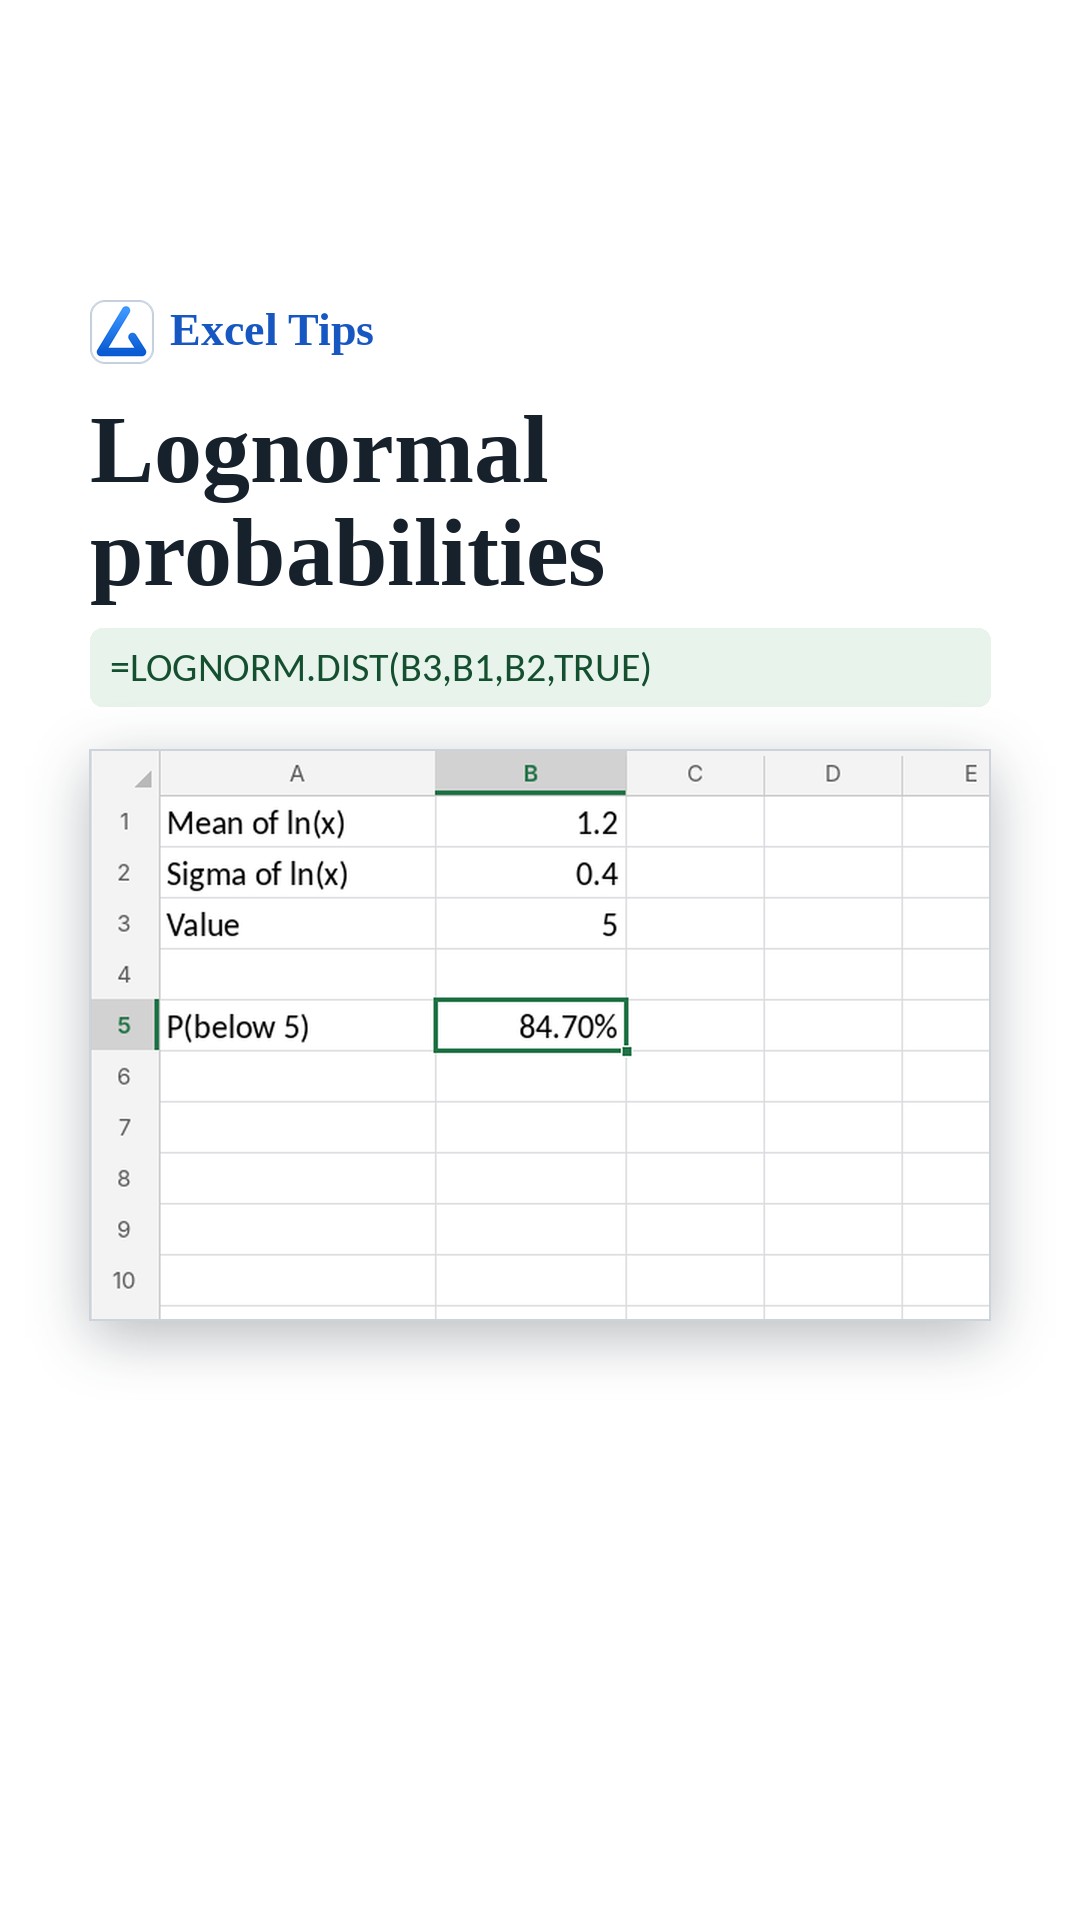 Excel Tips
Lognormal
probabilities
=LOGNORM.DIST(B3,B1,B2,TRUE)
A B C D E
1 Mean of ln(x) 1.2
2 Sigma of ln(x) 0.4
3 Value 5
4
5 P(below 5) 84.70%
6
7
8
9
10